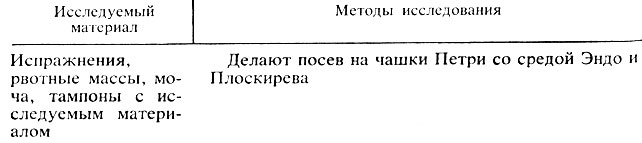 Исследуемый материал
Методы исследования
Испражнения,
рвотные массы, мо-
ча, тампоны с ис-
следуемым матери-
алом
Делают посев на чашки Петри со средой Эндо и
Плоскирева